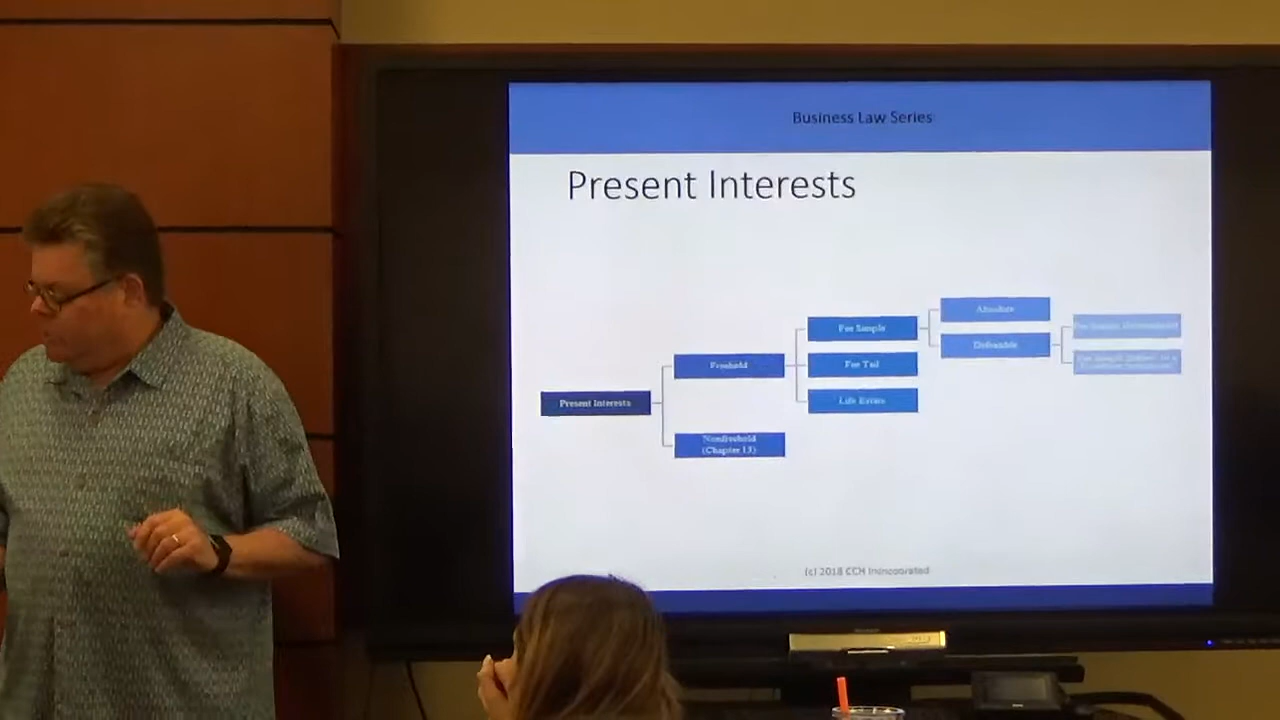 Business Law Series
Present Interests
Absolute
Fee Simple
Defeasible
Freehold
Fee Tail
Present Interests
Life Estate
Nonfreehold
(Chapter 13)
(c) 2018 CCH Incorporated